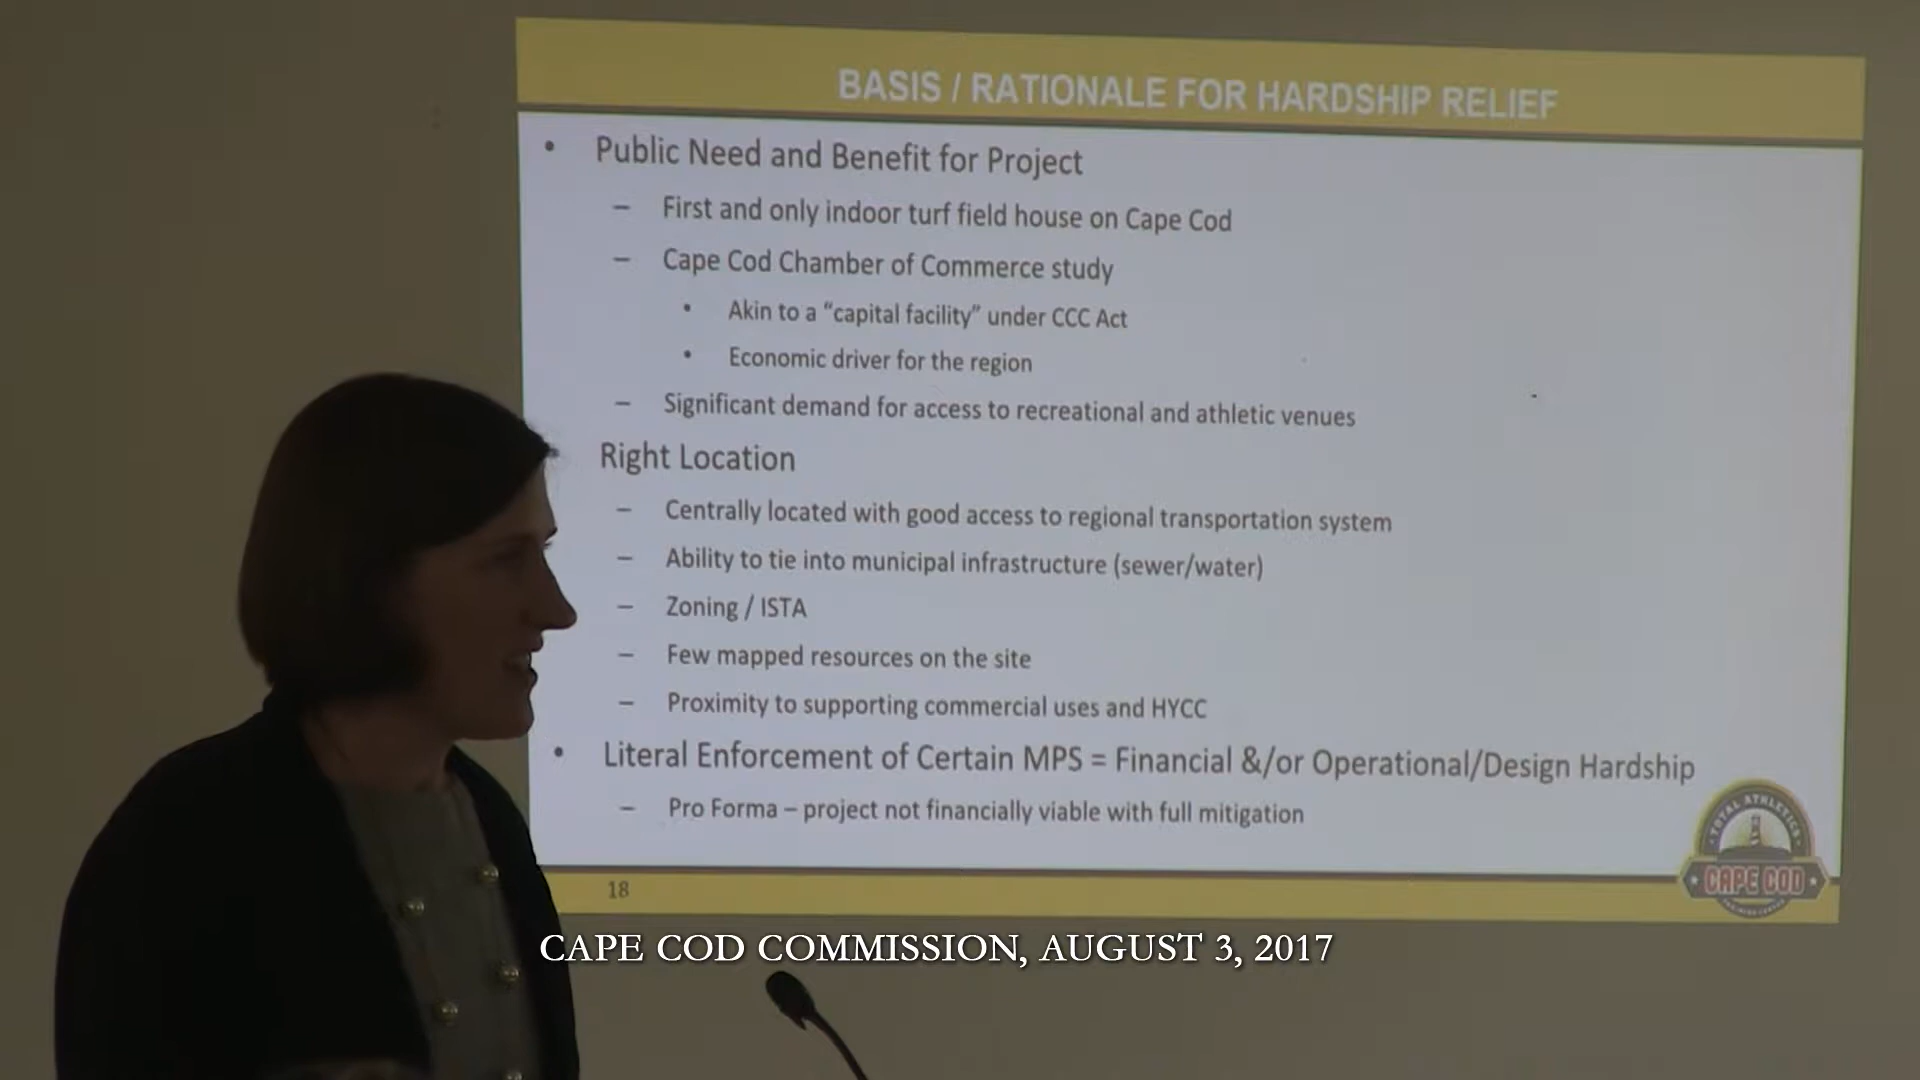 BASIS / RATIONALE FOR HARDSHIP RELIEF
• Public Need and Benefit for Project
– First and only indoor turf field house on Cape Cod
– Cape Cod Chamber of Commerce study
• Akin to a “capital facility” under CCC Act
• Economic driver for the region
– Significant demand for access to recreational and athletic venues
Right Location
– Centrally located with good access to regional transportation system
– Ability to tie into municipal infrastructure (sewer/water)
– Zoning / ISTA
– Few mapped resources on the site
– Proximity to supporting commercial uses and HYCC
• Literal Enforcement of Certain MPS = Financial &/or Operational/Design Hardship
– Pro Forma – project not financially viable with full mitigation
TOTAL ATHLETICS
CAPE COD
18
CAPE COD COMMISSION, AUGUST 3, 2017